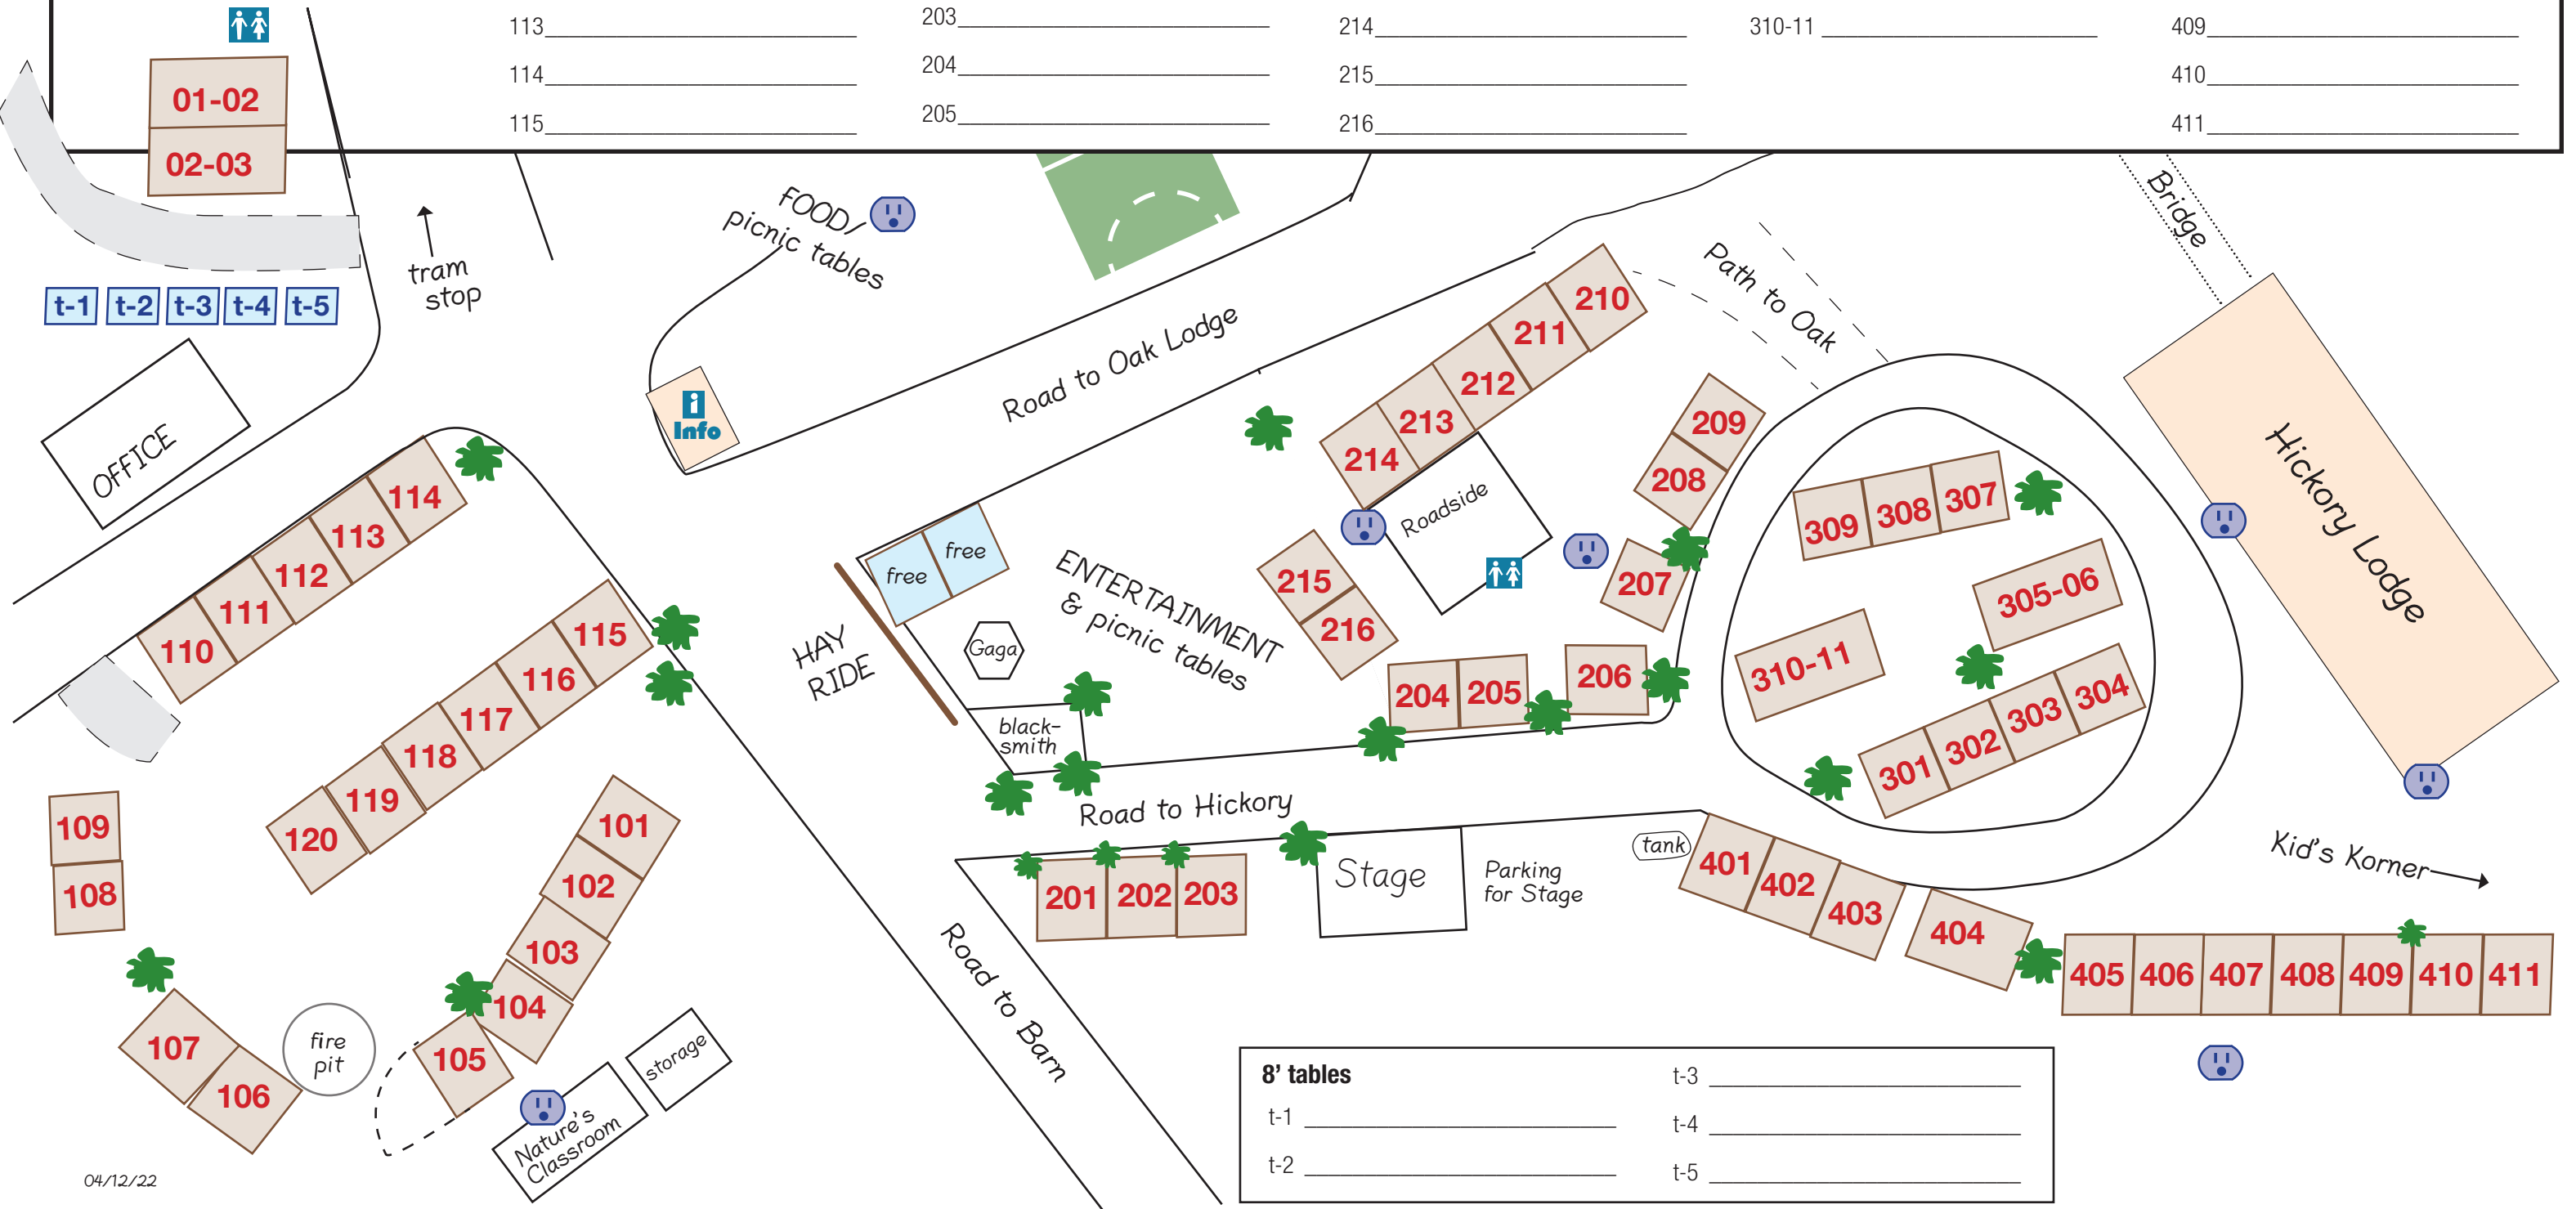 113
114
115
203
204
205
214
215
216
310-11
409
410
411
01-02
02-03
t-1 t-2 t-3 t-4 t-5
tram
stop
FOOD/
picnic tables
Bridge
OFFICE
i
Info
Road to Oak Lodge
Path to Oak
Hickory Lodge
110 111 112 113 114
115
116
117
118
119
120
109
108
107
106
fire
pit
101
102
103
104
105
Nature's
Classroom
storage
04/12/22
HAY
RIDE
free free
Gaga
black-
smith
ENTERTAINMENT
& picnic tables
214 213 212 211 210
Roadside
209
208
207
206
215
216
204 205
Road to Hickory
Road to Barn
201 202 203
Stage
Parking
for Stage
tank
309 308 307
305-06
310-11
301 302 303 304
401 402 403 404
405 406 407 408 409 410 411
Kid's Korner
8' tables
t-1
t-2
t-3
t-4
t-5